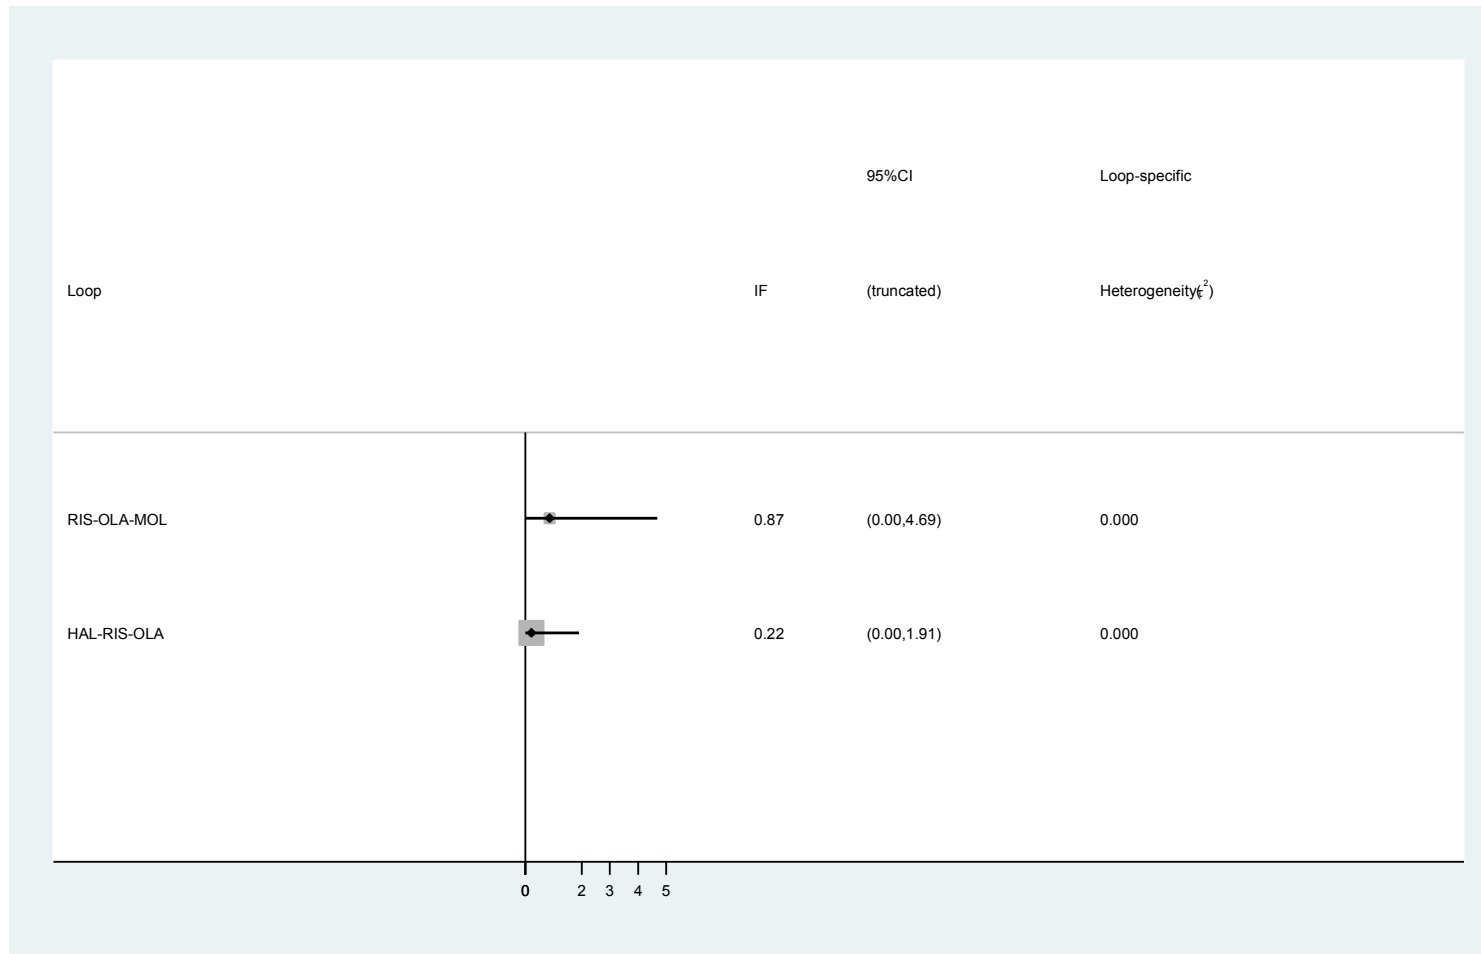 95%CI Loop-specific
Loop IF (truncated) Heterogeneity(τ²)
RIS-OLA-MOL 0.87 (0.00,4.69) 0.000
HAL-RIS-OLA 0.22 (0.00,1.91) 0.000
0 2 3 4 5